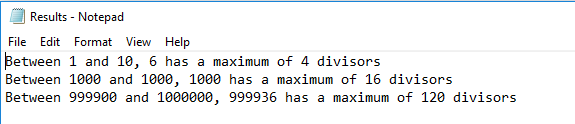 Results - Notepad
File Edit Format View Help
Between 1 and 10, 6 has a maximum of 4 divisors
Between 1000 and 1000, 1000 has a maximum of 16 divisors
Between 999900 and 1000000, 999936 has a maximum of 120 divisors